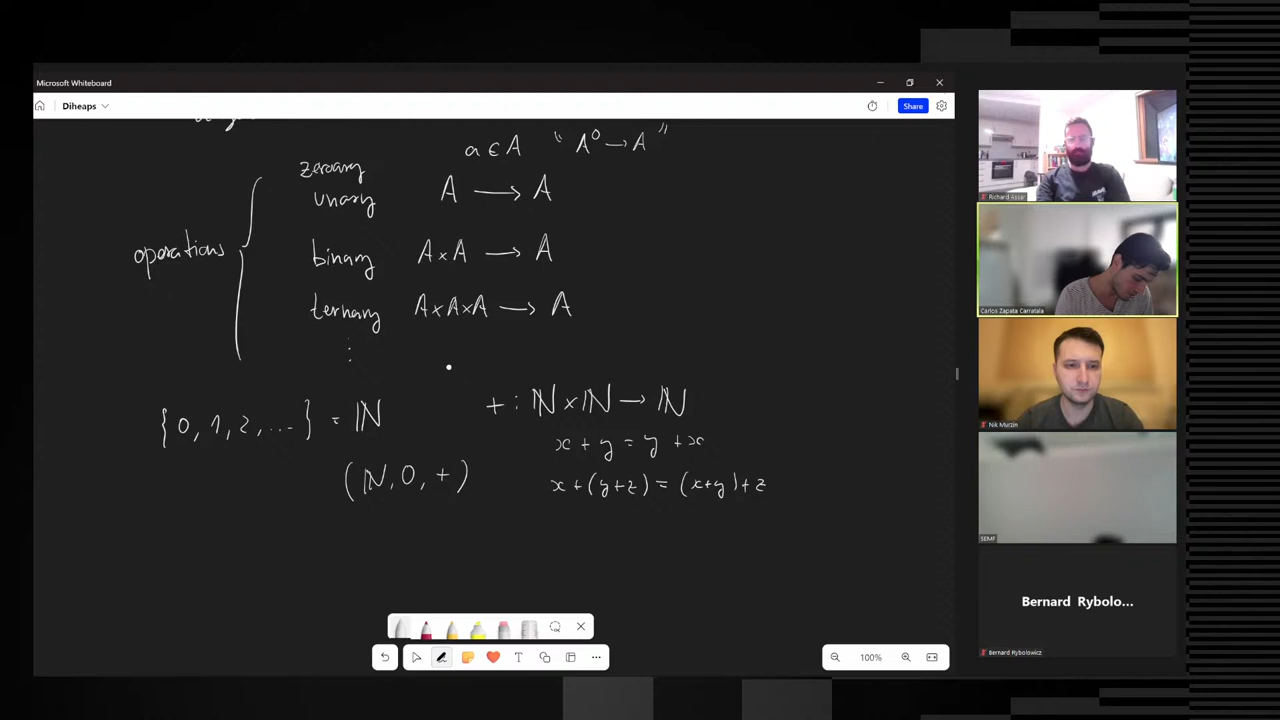 Microsoft Whiteboard
Diheaps
Share
a ∈ A " A⁰ → A "
zeroary
unary A → A
operations
binary A × A → A
ternary A × A × A → A
⋮
{0, 1, 2, ...} = ℕ
+ : ℕ × ℕ → ℕ
x + y = y + x
(ℕ, 0, +)
x + (y + z) = (x + y) + z
100%
Richard Assar
Carlos Zapata Carratala
Nik Murzin
SEMF
Bernard Rybolo...
Bernard Rybolowicz